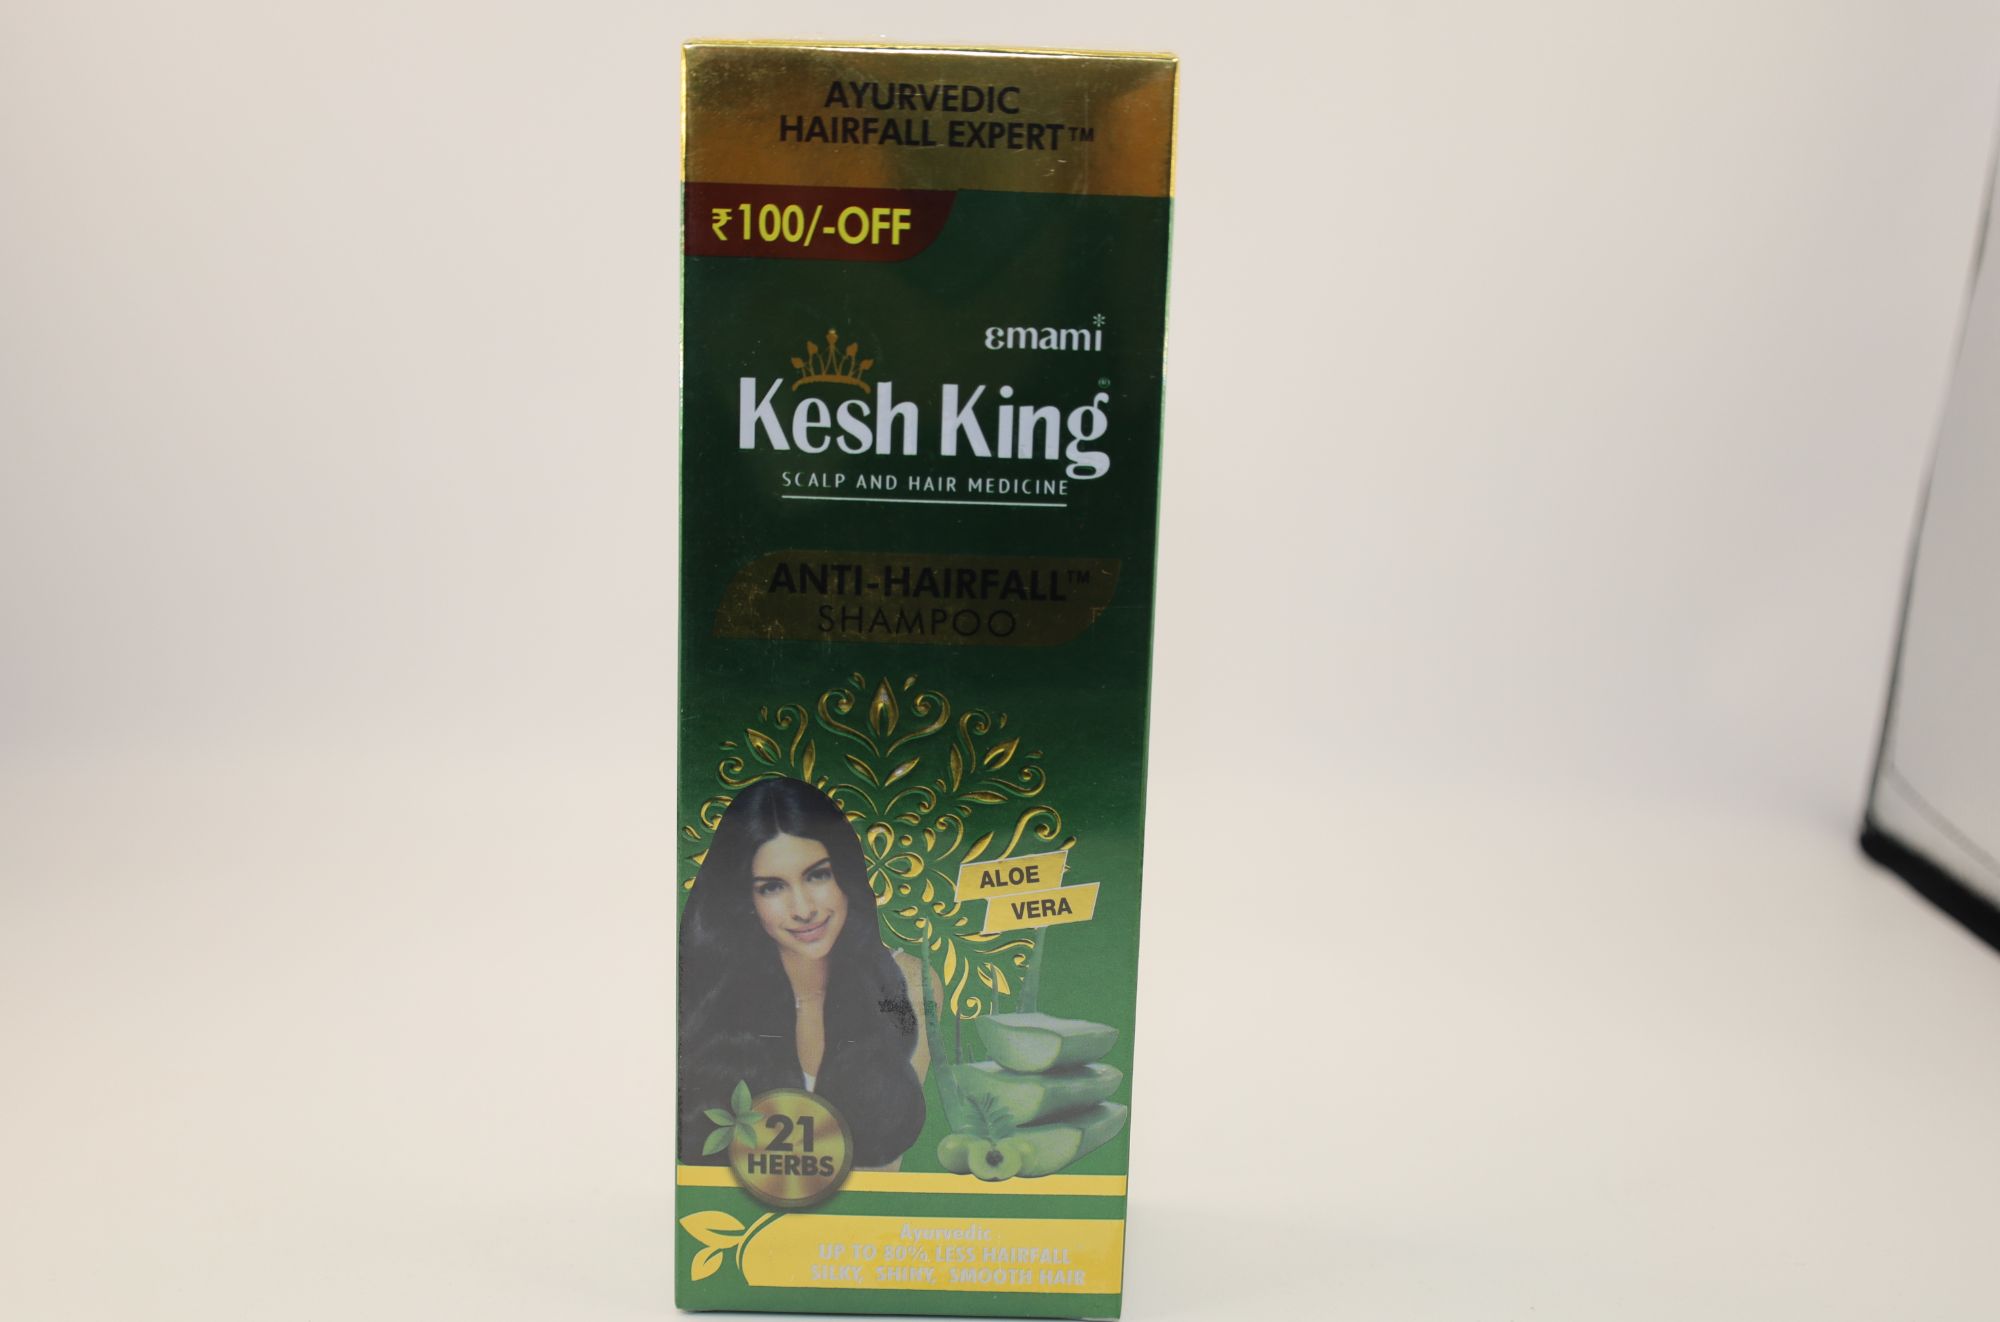 AYURVEDIC
HAIRFALL EXPERT™
₹100/-OFF
emami*
Kesh King®
SCALP AND HAIR MEDICINE
ANTI-HAIRFALL™
SHAMPOO
ALOE
VERA
21
HERBS
Ayurvedic
UP TO 80% LESS HAIRFALL
SILKY, SHINY, SMOOTH HAIR